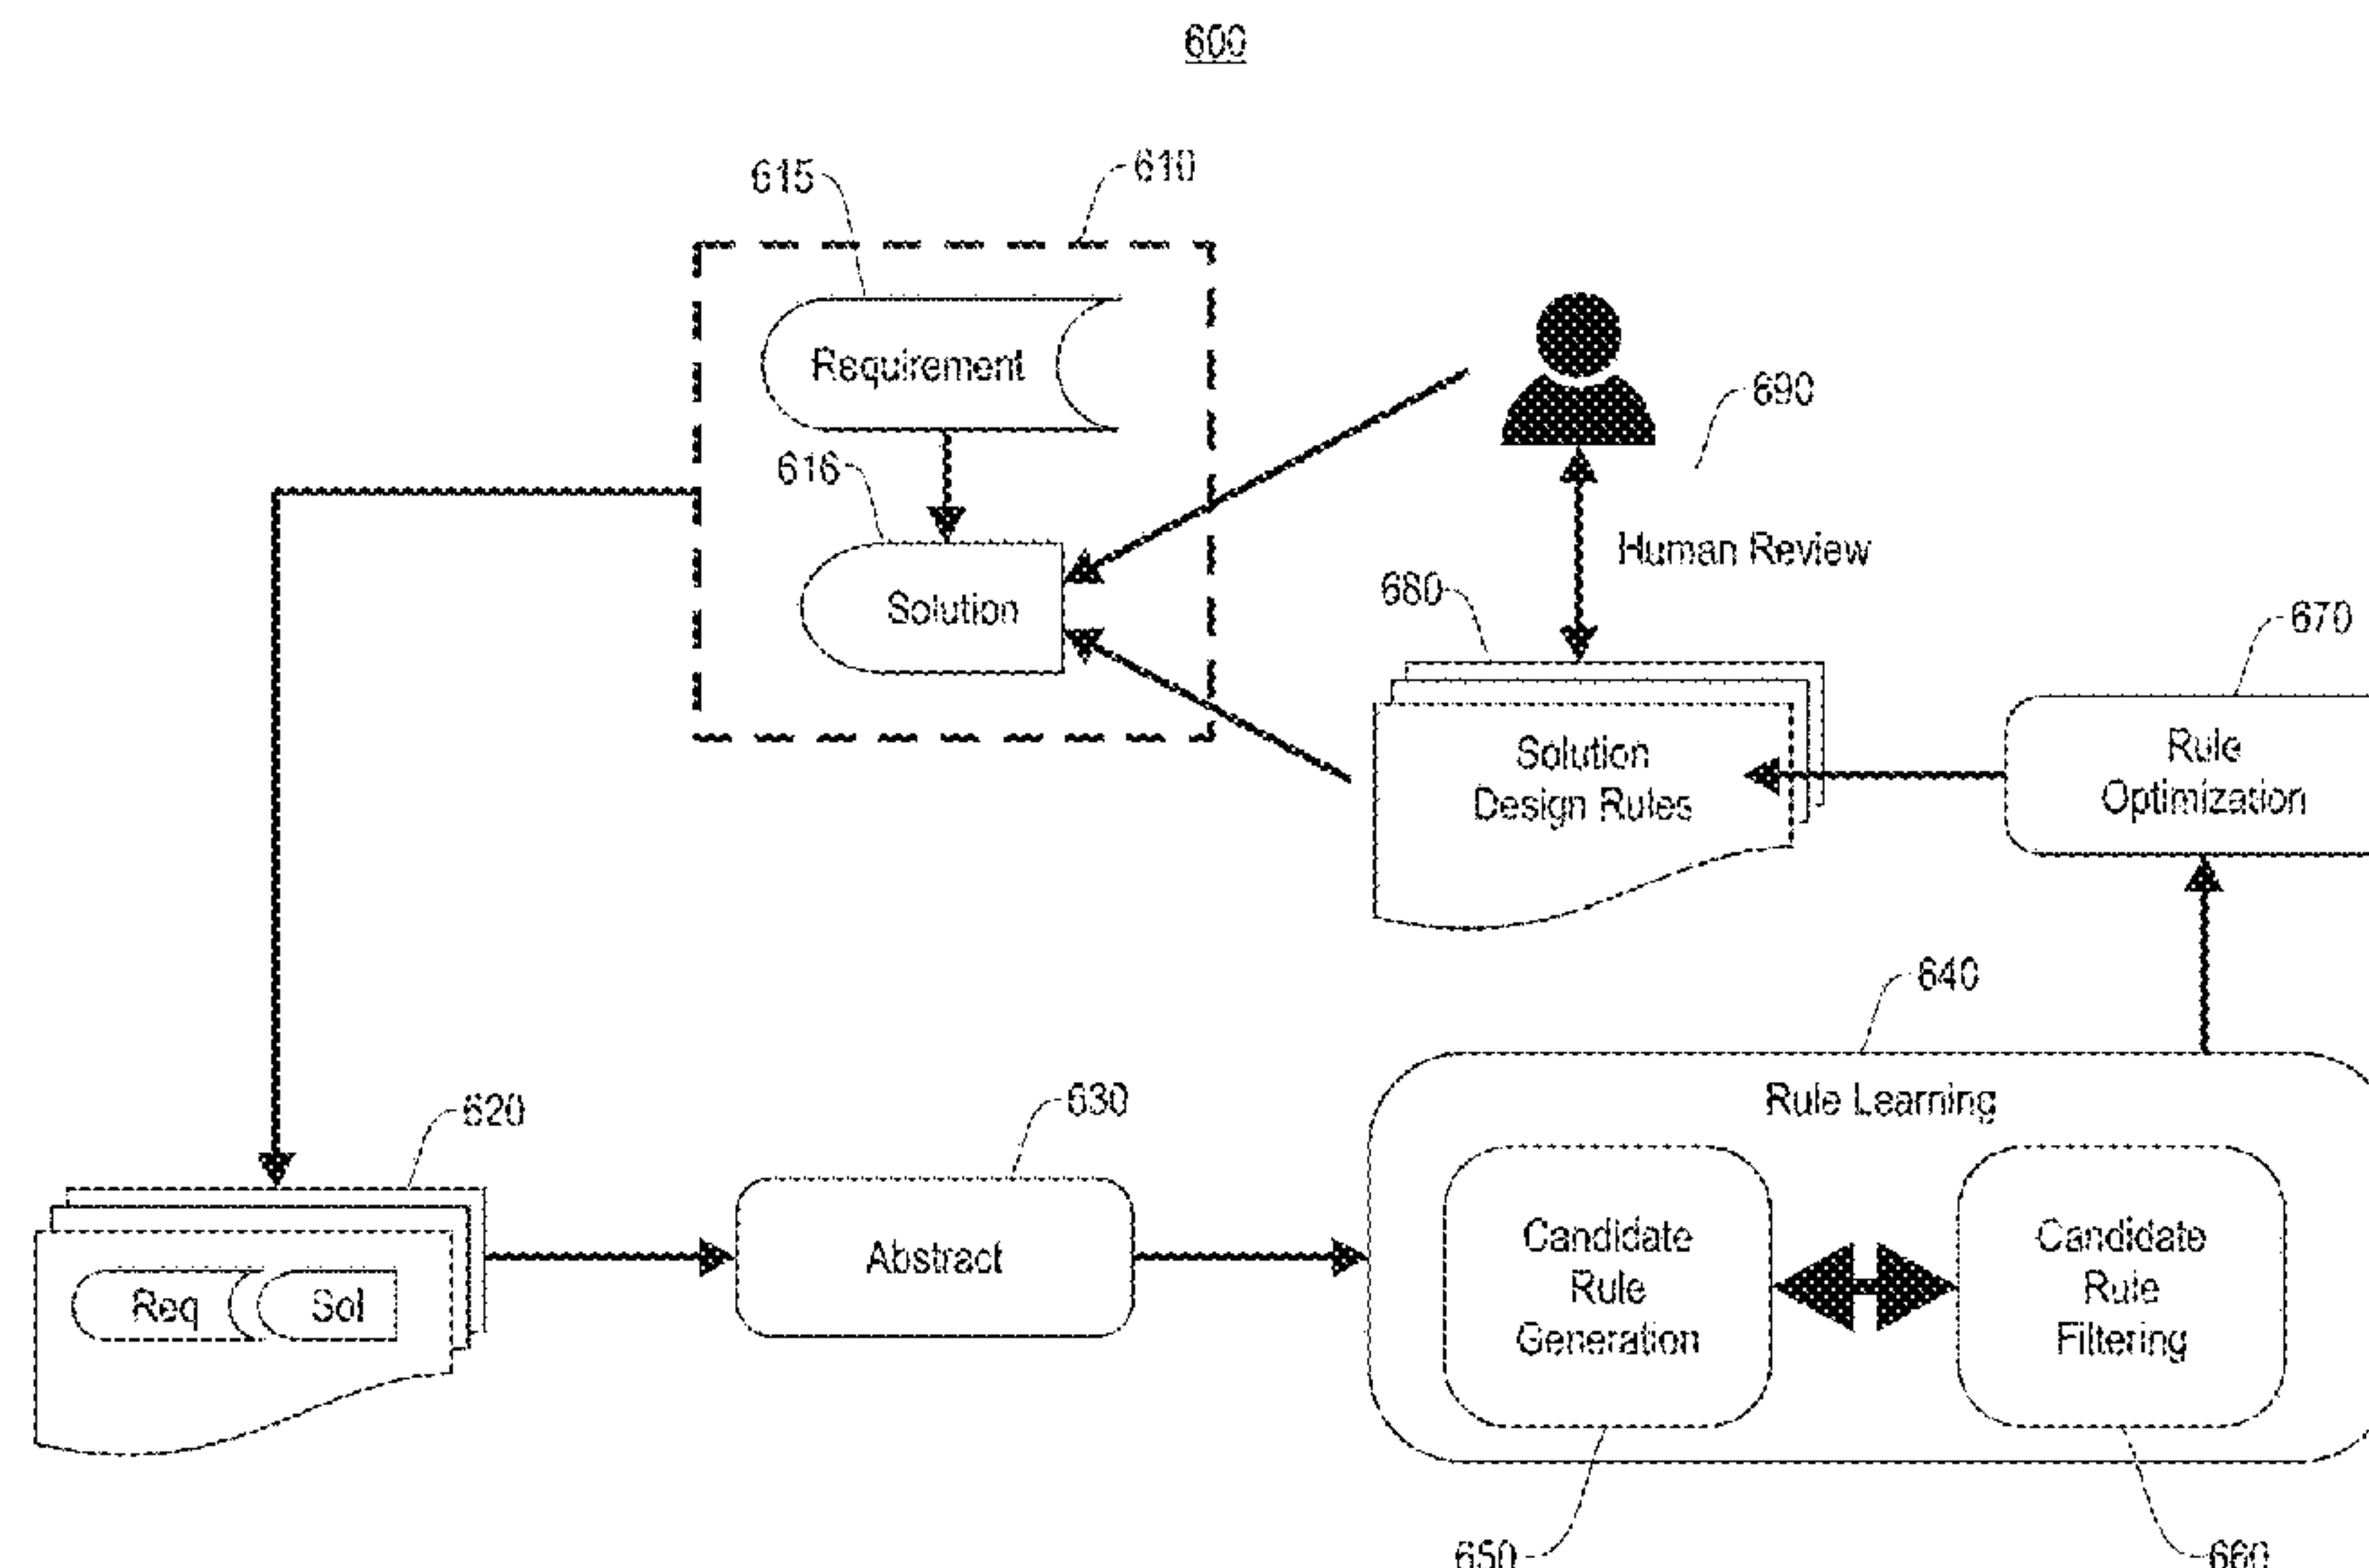 600
615
610
Requirement
690
616
Human Review
Solution
680
670
Solution
Design Rules
Rule
Optimization
640
620
630
Rule Learning
Req
Sol
Abstract
Candidate
Rule
Generation
Candidate
Rule
Filtering
650
660